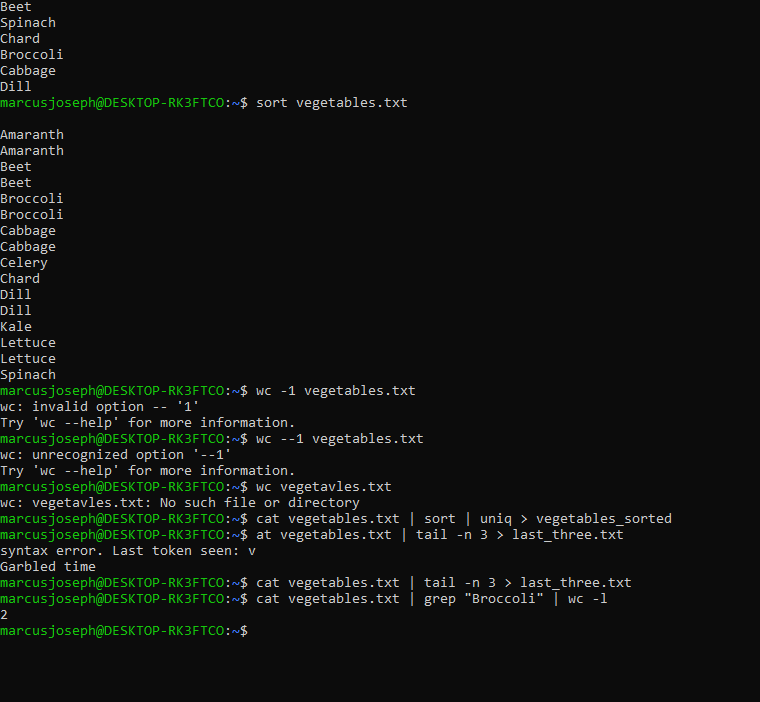 Beet
Spinach
Chard
Broccoli
Cabbage
Dill
marcusjoseph@DESKTOP-RK3FTCO:~$ sort vegetables.txt

Amaranth
Amaranth
Beet
Beet
Broccoli
Broccoli
Cabbage
Cabbage
Celery
Chard
Dill
Dill
Kale
Lettuce
Lettuce
Spinach
marcusjoseph@DESKTOP-RK3FTCO:~$ wc -1 vegetables.txt
wc: invalid option -- '1'
Try 'wc --help' for more information.
marcusjoseph@DESKTOP-RK3FTCO:~$ wc --1 vegetables.txt
wc: unrecognized option '--1'
Try 'wc --help' for more information.
marcusjoseph@DESKTOP-RK3FTCO:~$ wc vegetavles.txt
wc: vegetavles.txt: No such file or directory
marcusjoseph@DESKTOP-RK3FTCO:~$ cat vegetables.txt | sort | uniq > vegetables_sorted
marcusjoseph@DESKTOP-RK3FTCO:~$ at vegetables.txt | tail -n 3 > last_three.txt
syntax error. Last token seen: v
Garbled time
marcusjoseph@DESKTOP-RK3FTCO:~$ cat vegetables.txt | tail -n 3 > last_three.txt
marcusjoseph@DESKTOP-RK3FTCO:~$ cat vegetables.txt | grep "Broccoli" | wc -l
2
marcusjoseph@DESKTOP-RK3FTCO:~$